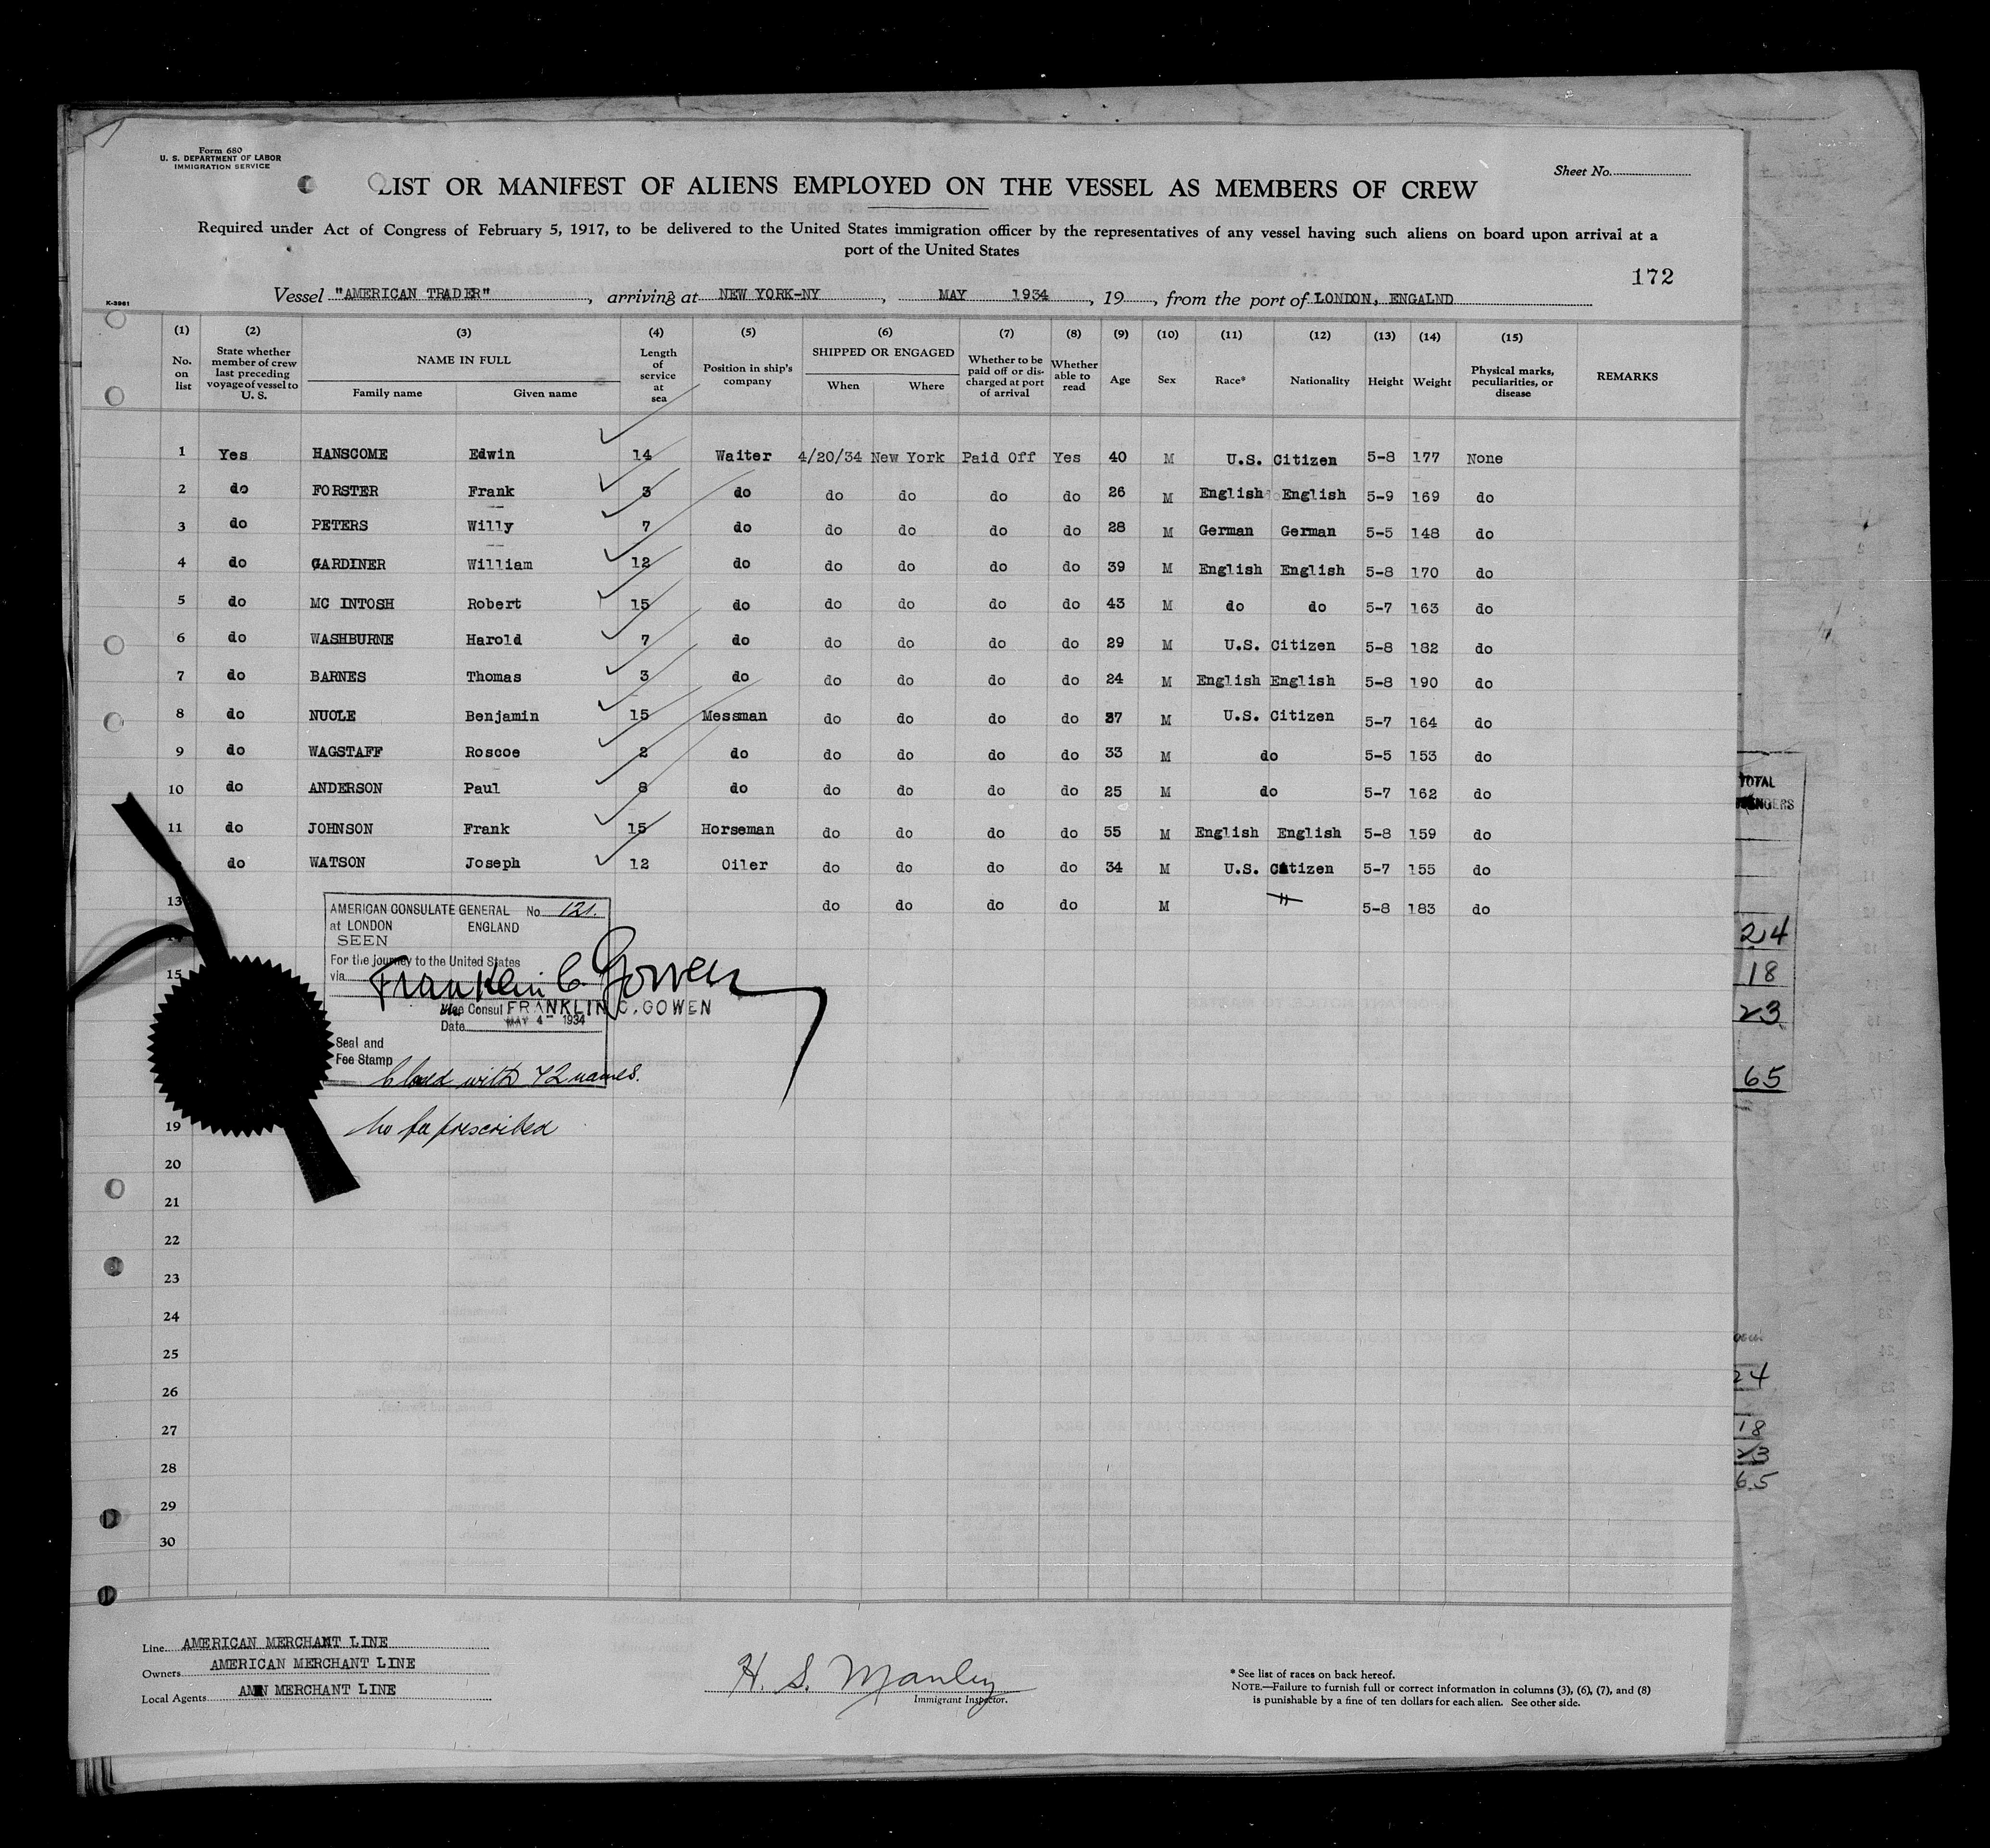 Form 680
U. S. DEPARTMENT OF LABOR
IMMIGRATION SERVICE
Sheet No.
LIST OR MANIFEST OF ALIENS EMPLOYED ON THE VESSEL AS MEMBERS OF CREW
Required under Act of Congress of February 5, 1917, to be delivered to the United States immigration officer by the representatives of any vessel having such aliens on board upon arrival at a
port of the United States
172
K-3961
Vessel "AMERICAN TRADER", arriving at NEW YORK-NY, MAY 1934, 19, from the port of LONDON, ENGALND
(1) (2) (3) (4) (5) (6) (7) (8) (9) (10) (11) (12) (13) (14) (15)
No. on list State whether member of crew last preceding voyage of vessel to U. S. NAME IN FULL Family name Given name Length of service at sea Position in ship's company SHIPPED OR ENGAGED When Where Whether to be paid off or discharged at port of arrival Whether able to read Age Sex Race* Nationality Height Weight Physical marks, peculiarities, or disease REMARKS
1 Yes HANSCOME Edwin 14 Waiter 4/20/34 New York Paid Off Yes 40 M U.S. Citizen 5-8 177 None
2 do FORSTER Frank 3 do do do do do 26 M English English 5-9 169 do
3 do PETERS Willy 7 do do do do do 28 M German German 5-5 148 do
4 do GARDINER William 12 do do do do do 39 M English English 5-8 170 do
5 do MC INTOSH Robert 15 do do do do do 43 M do do 5-7 163 do
6 do WASHBURNE Harold 7 do do do do do 29 M U.S. Citizen 5-8 182 do
7 do BARNES Thomas 3 do do do do do 24 M English English 5-8 190 do
8 do NUOLE Benjamin 15 Messman do do do do 37 M U.S. Citizen 5-7 164 do
9 do WAGSTAFF Roscoe 2 do do do do do 33 M do 5-5 153 do
10 do ANDERSON Paul 8 do do do do do 25 M do 5-7 162 do
11 do JOHNSON Frank 15 Horseman do do do do 55 M English English 5-8 159 do
do WATSON Joseph 12 Oiler do do do do 34 M U.S. Citizen 5-7 155 do
13 do do do do M " 5-8 183 do
AMERICAN CONSULATE GENERAL No. 121.
at LONDON ENGLAND
SEEN
For the journey to the United States
15
via
Franklin C. Gowen
Vice Consul FRANKLIN C. GOWEN
Date MAY 4 - 1934
Seal and
Fee Stamp
Closed with 72 names.
19
No fee prescribed
20
21
22
23
24
25
26
27
28
29
30
Line AMERICAN MERCHANT LINE
Owners AMERICAN MERCHANT LINE
Local Agents AMN MERCHANT LINE
H. S. Manley
Immigrant Inspector.
* See list of races on back hereof.
NOTE.—Failure to furnish full or correct information in columns (3), (6), (7), and (8)
is punishable by a fine of ten dollars for each alien. See other side.
TOTAL
24
18
23
65
24
18
23
65